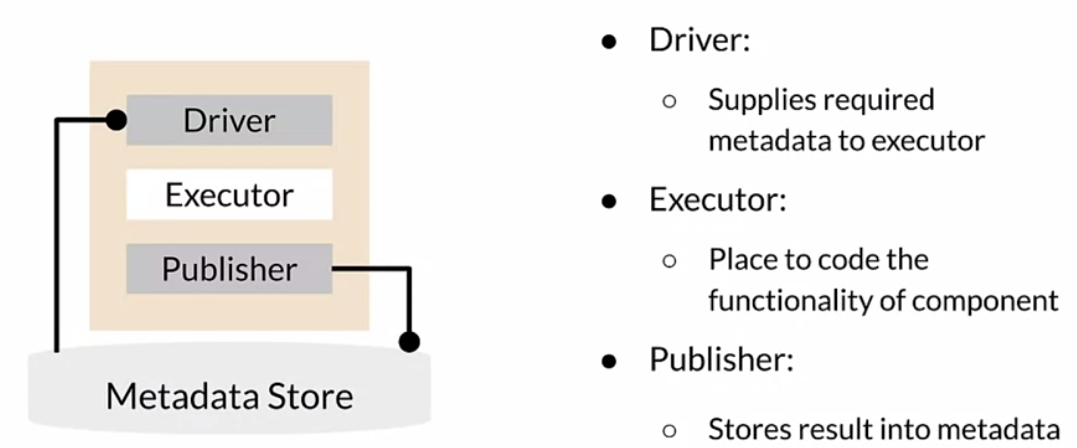 Driver
Executor
Publisher
Metadata Store
● Driver:
○ Supplies required
metadata to executor
● Executor:
○ Place to code the
functionality of component
● Publisher:
○ Stores result into metadata